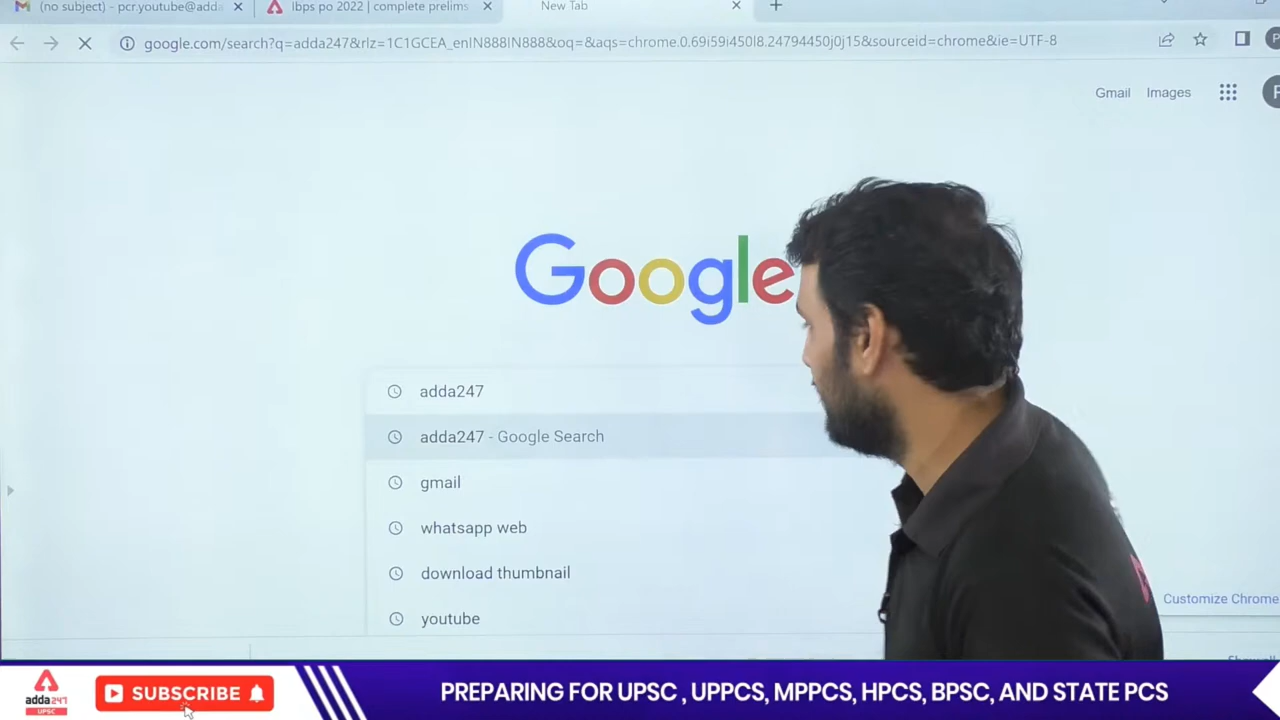 (no subject) - pcr.youtube@adda
Ibps po 2022 | complete prelims
New Tab
google.com/search?q=adda247&rlz=1C1GCEA_enIN888IN888&oq=&aqs=chrome.0.69i59i450l8.24794450j0j15&sourceid=chrome&ie=UTF-8
Gmail Images
Google
adda247
adda247 - Google Search
gmail
whatsapp web
download thumbnail
youtube
Customize Chrome
adda247
UPSC
SUBSCRIBE
PREPARING FOR UPSC , UPPCS, MPPCS, HPCS, BPSC, AND STATE PCS